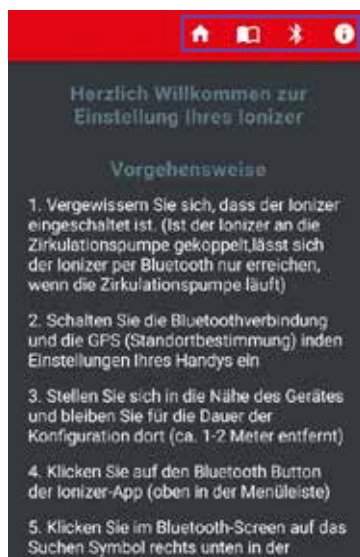 Herzlich Willkommen zur
Einstellung Ihres Ionizer
Vorgehensweise
1. Vergewissern Sie sich, dass der Ionizer
eingeschaltet ist. (Ist der Ionizer an die
Zirkulationspumpe gekoppelt,lässt sich
der Ionizer per Bluetooth nur erreichen,
wenn die Zirkulationspumpe läuft)
2. Schalten Sie die Bluetoothverbindung
und die GPS (Standortbestimmung) inden
Einstellungen Ihres Handys ein
3. Stellen Sie sich in die Nähe des Gerätes
und bleiben Sie für die Dauer der
Konfiguration dort (ca. 1-2 Meter entfernt)
4. Klicken Sie auf den Bluetooth Button
der Ionizer-App (oben in der Menüleiste)
5. Klicken Sie im Bluetooth-Screen auf das
Suchen Symbol rechts unten in der